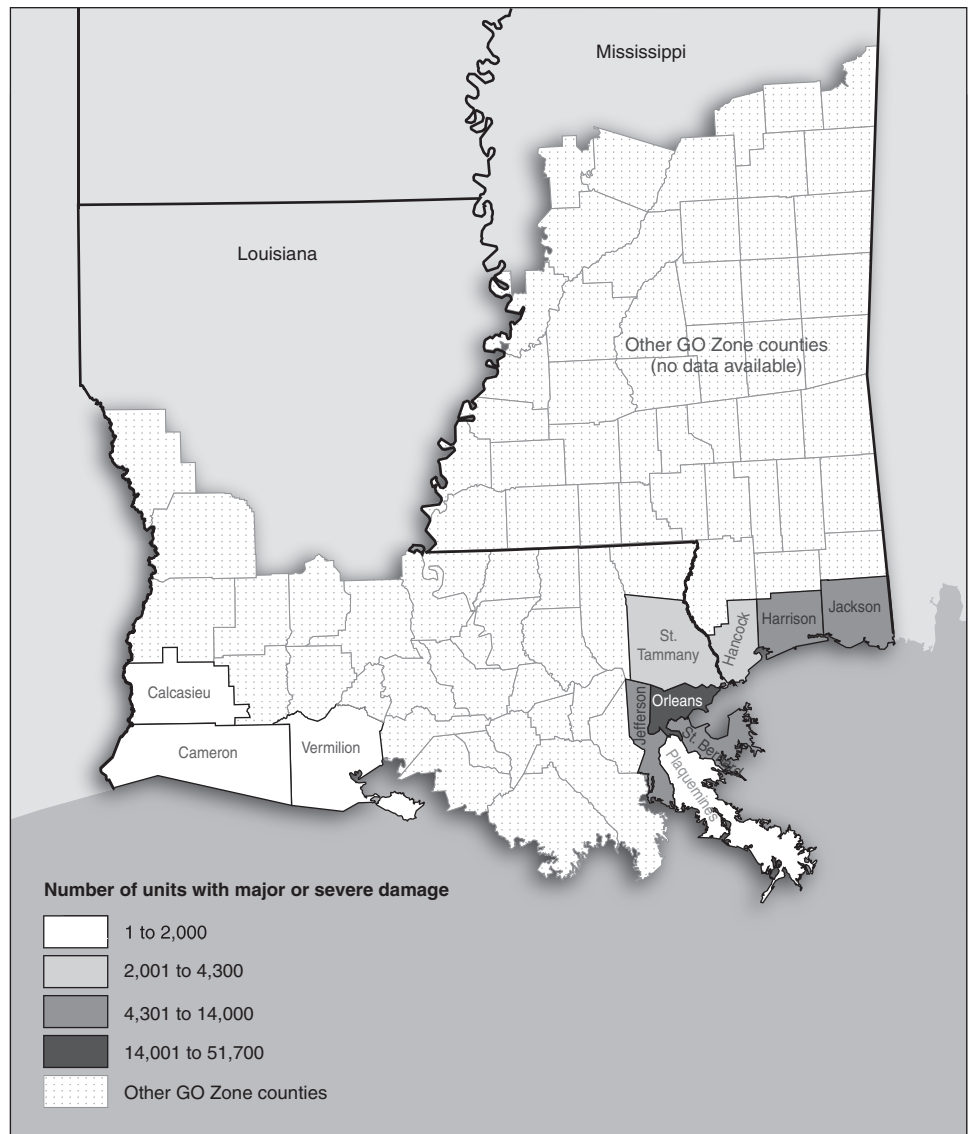 Mississippi
Louisiana
Other GO Zone counties
(no data available)
Jackson
Harrison
Hancock
St.
Tammany
Calcasieu
Jefferson
Orleans
St. Bernard
Cameron
Vermilion
Plaquemines
Number of units with major or severe damage
1 to 2,000
2,001 to 4,300
4,301 to 14,000
14,001 to 51,700
Other GO Zone counties